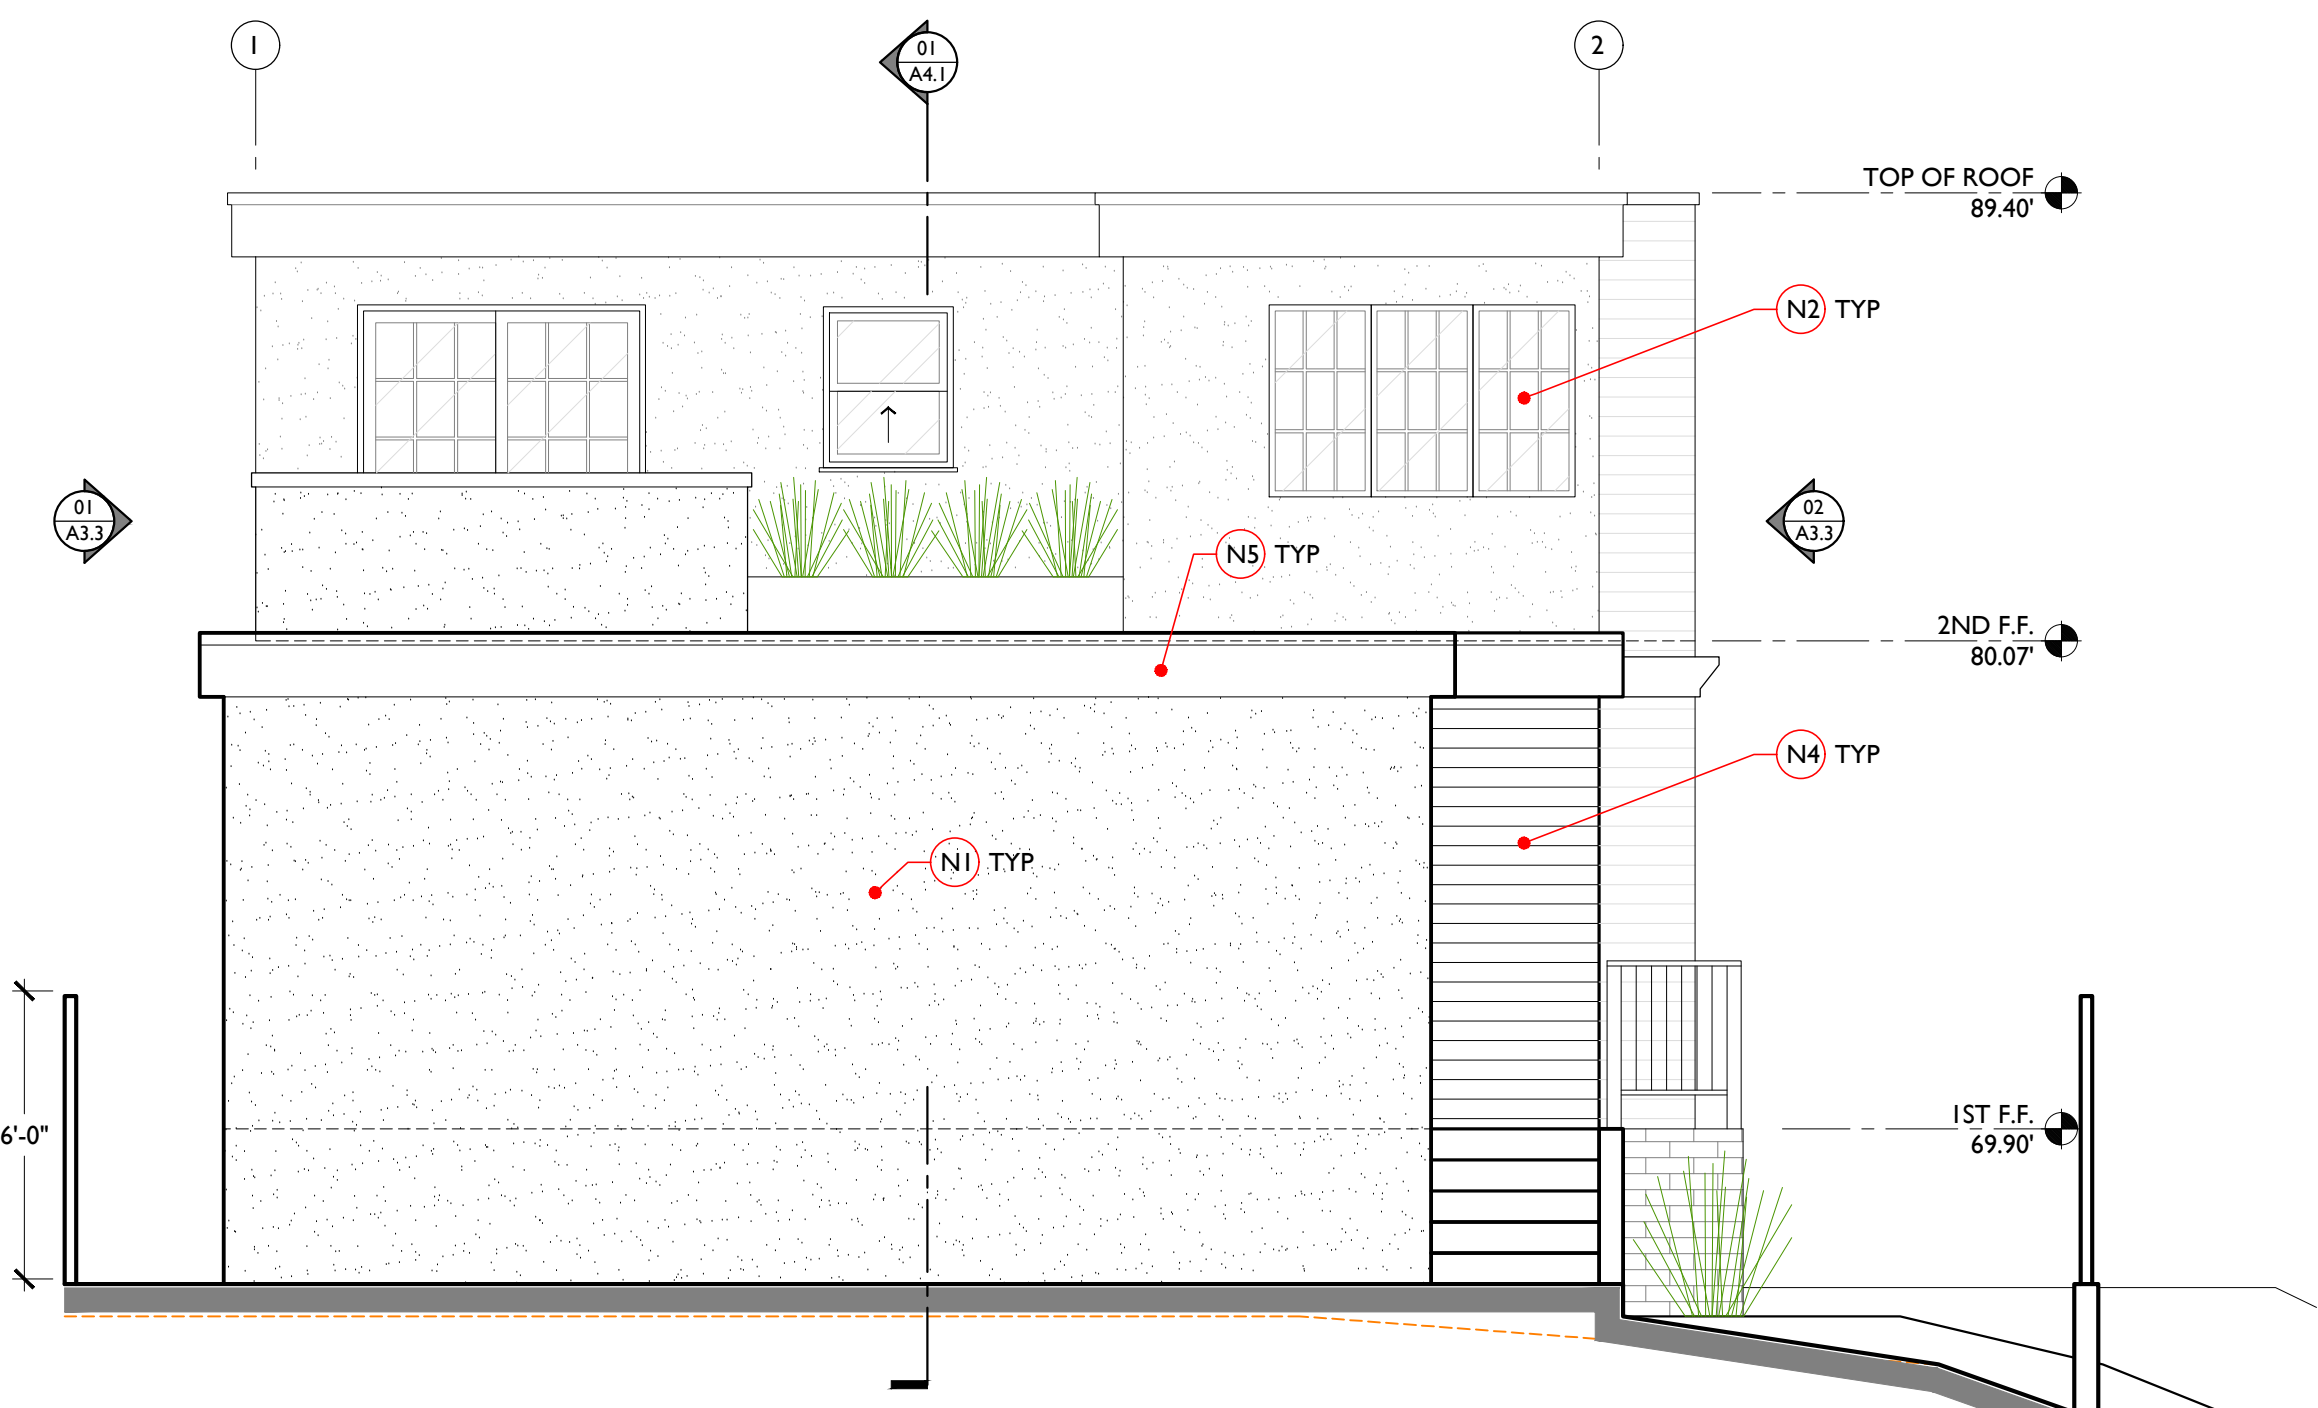 1
01
A4.1
2
TOP OF ROOF
89.40'
N2 TYP
01
A3.3
02
A3.3
N5 TYP
2ND F.F.
80.07'
N4 TYP
N1 TYP
6'-0"
1ST F.F.
69.90'